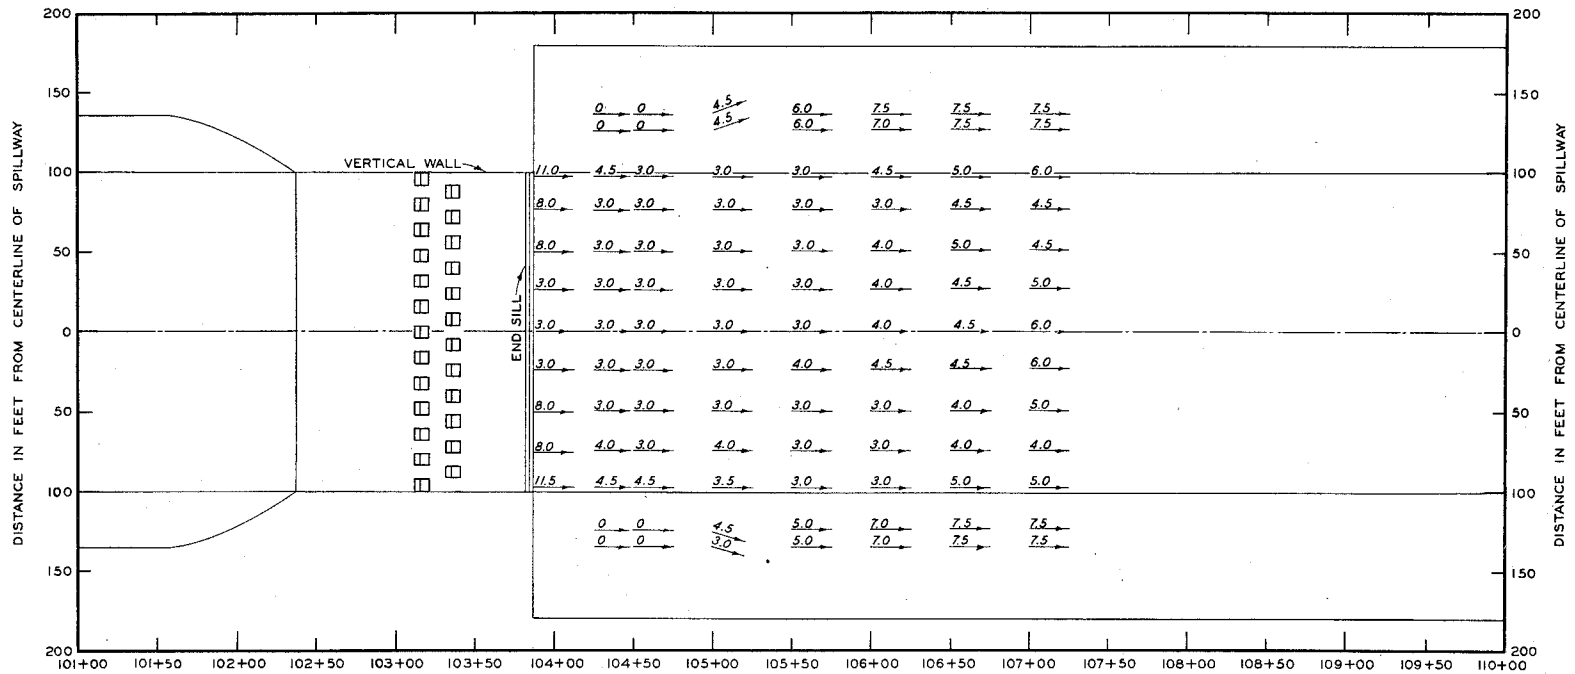 200 200
150 150
100 100
50 50
0 0
50 50
100 100
150 150
200 200
DISTANCE IN FEET FROM CENTERLINE OF SPILLWAY
DISTANCE IN FEET FROM CENTERLINE OF SPILLWAY
VERTICAL WALL
END SILL
0 0 4.5 6.0 7.5 7.5 7.5
0 0 4.5 6.0 7.0 7.5 7.5
11.0 4.5 3.0 3.0 3.0 4.5 5.0 6.0
8.0 3.0 3.0 3.0 3.0 3.0 4.5 4.5
8.0 3.0 3.0 3.0 3.0 4.0 5.0 4.5
3.0 3.0 3.0 3.0 3.0 4.0 4.5 5.0
3.0 3.0 3.0 3.0 3.0 4.0 4.5 6.0
3.0 3.0 3.0 3.0 4.0 4.5 4.5 6.0
8.0 3.0 3.0 3.0 3.0 3.0 4.0 5.0
8.0 4.0 3.0 4.0 3.0 3.0 4.0 4.0
11.5 4.5 4.5 3.5 3.0 3.0 5.0 5.0
0 0 4.5 5.0 7.0 7.5 7.5
0 0 3.0 5.0 7.0 7.5 7.5
101+00 101+50 102+00 102+50 103+00 103+50 104+00 104+50 105+00 105+50 106+00 106+50 107+00 107+50 108+00 108+50 109+00 109+50 110+00